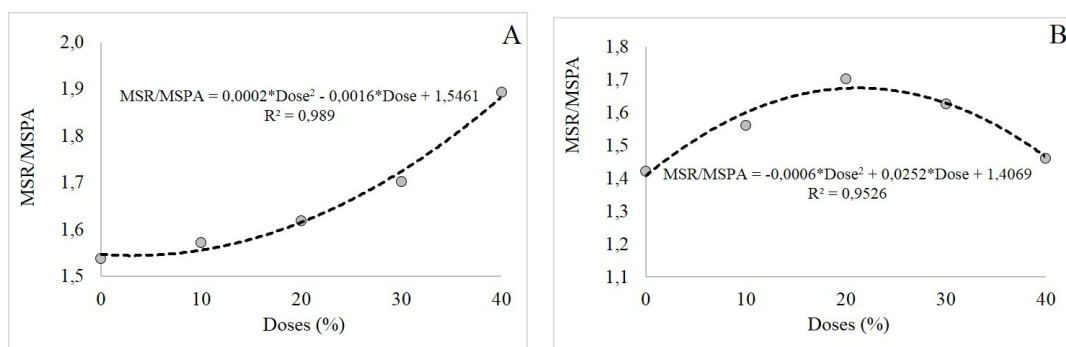 A
2,0
1,9
1,8
1,7
1,6
1,5
MSR/MSPA
MSR/MSPA = 0,0002*Dose² - 0,0016*Dose + 1,5461
R² = 0,989
0 10 20 30 40
Doses (%)
B
1,8
1,7
1,6
1,5
1,4
1,3
1,2
1,1
MSR/MSPA
MSR/MSPA = -0,0006*Dose² + 0,0252*Dose + 1,4069
R² = 0,9526
0 10 20 30 40
Doses (%)